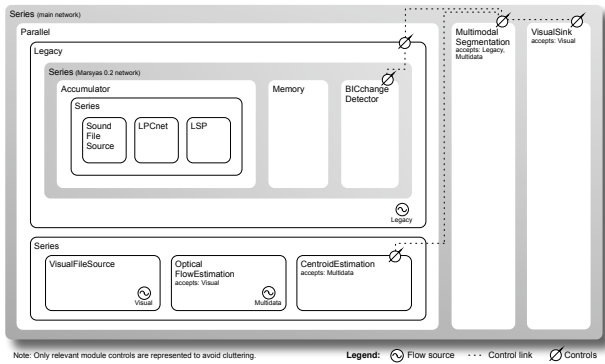 Series (main network)
Parallel
Legacy
Series (Marsyas 0.2 network)
Accumulator
Series
Sound
File
Source
LPCnet
LSP
Memory
BICchange
Detector
Legacy
Series
VisualFileSource
Visual
Optical
FlowEstimation
accepts: Visual
Multidata
CentroidEstimation
accepts: Multidata
Multimodal
Segmentation
accepts: Legacy,
Multidata
VisualSink
accepts: Visual
Note: Only relevant module controls are represented to avoid cluttering.
Legend: Flow source Control link Controls